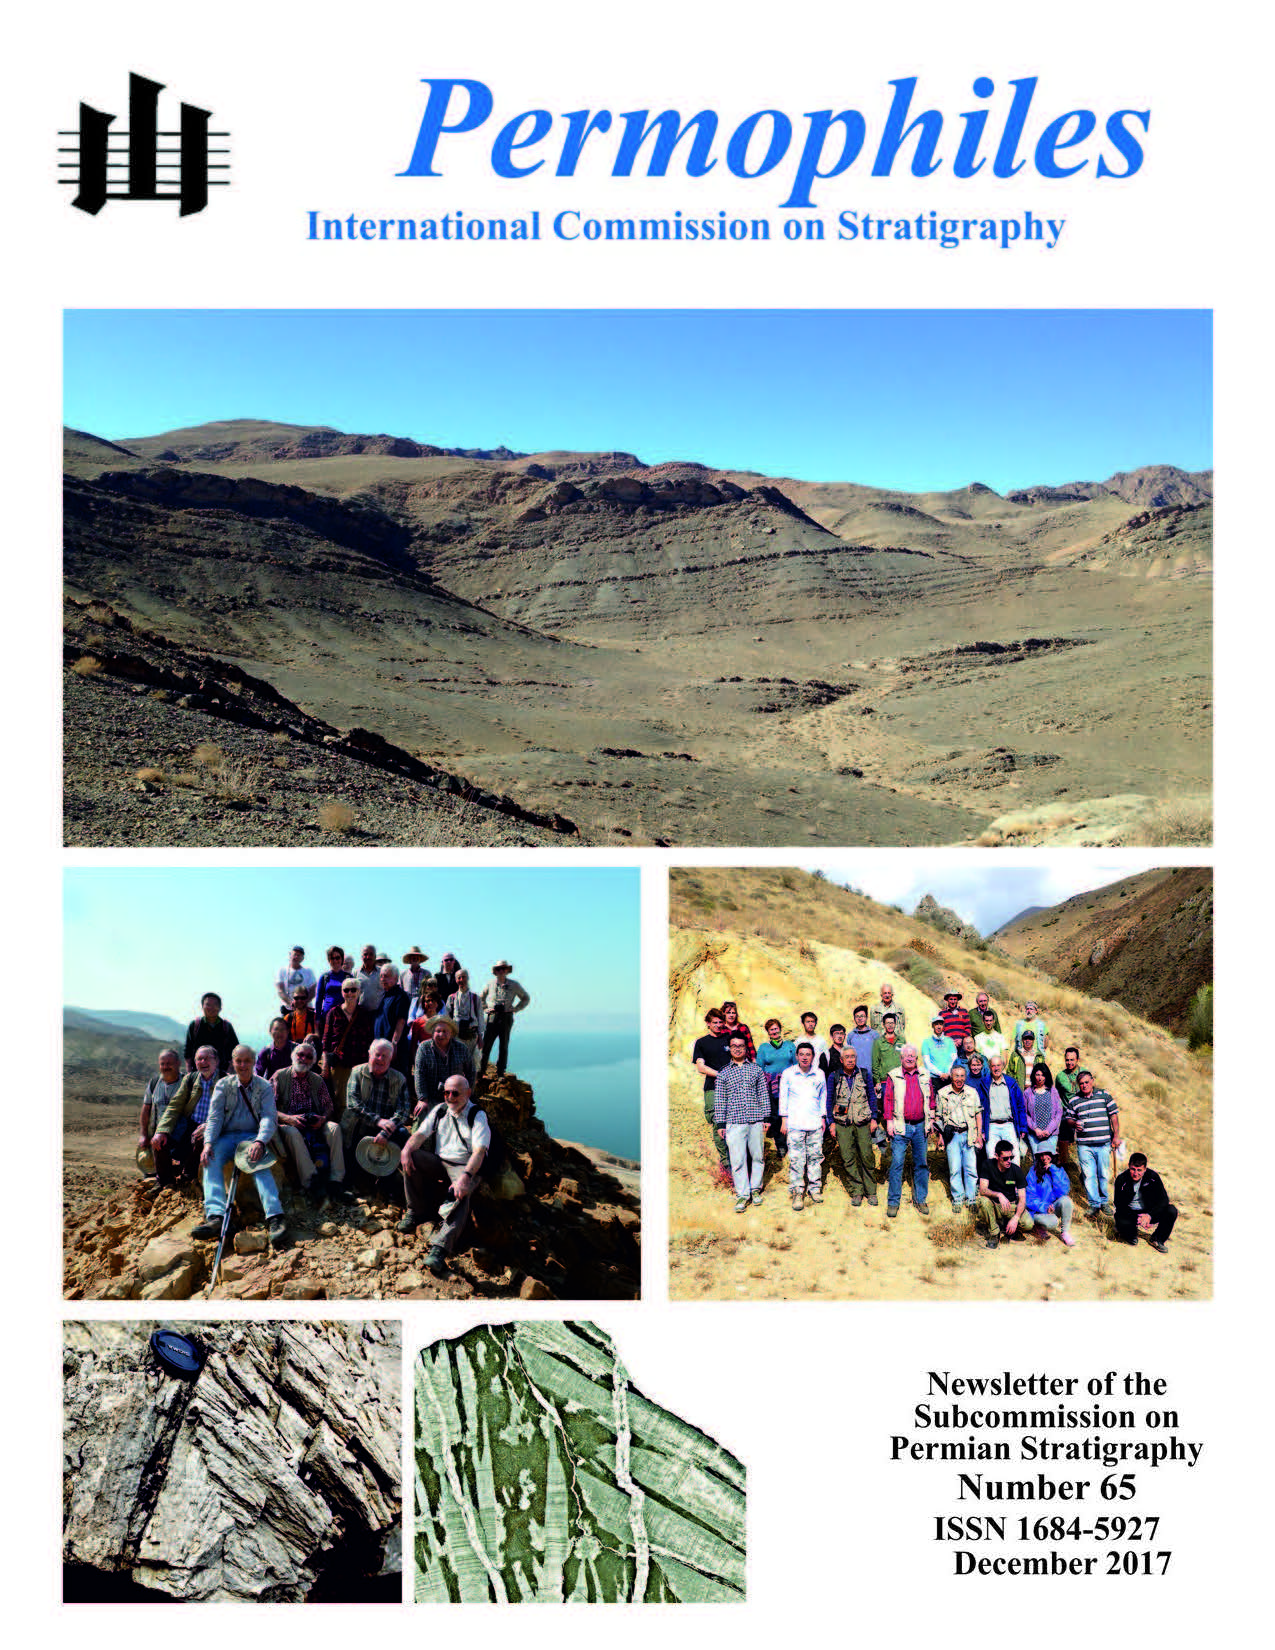 Permophiles
International Commission on Stratigraphy
SIGMA
Newsletter of the
Subcommission on
Permian Stratigraphy
Number 65
ISSN 1684-5927
December 2017